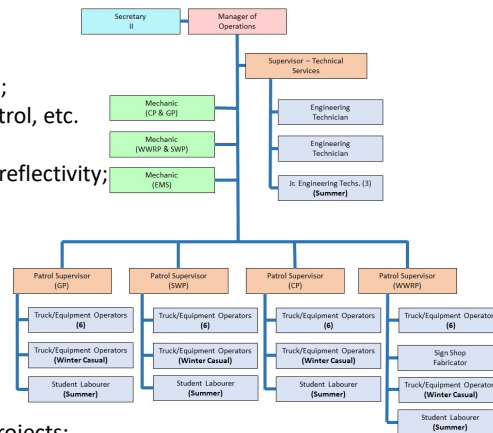 Secretary
II
Manager of
Operations
Supervisor – Technical
Services
;
trol, etc.
reflectivity;
Mechanic
(CP & GP)
Mechanic
(WWRP & SWP)
Mechanic
(EMS)
Engineering
Technician
Engineering
Technician
Jr. Engineering Techs. (3)
(Summer)
Patrol Supervisor
(GP)
Truck/Equipment Operators
(6)
Truck/Equipment Operators
(Winter Casual)
Student Labourer
(Summer)
Patrol Supervisor
(SWP)
Truck/Equipment Operators
(6)
Truck/Equipment Operators
(Winter Casual)
Student Labourer
(Summer)
Patrol Supervisor
(CP)
Truck/Equipment Operators
(6)
Truck/Equipment Operators
(Winter Casual)
Student Labourer
(Summer)
Patrol Supervisor
(WWRP)
Truck/Equipment Operators
(6)
Sign Shop
Fabricator
Truck/Equipment Operators
(Winter Casual)
Student Labourer
(Summer)
rojects;